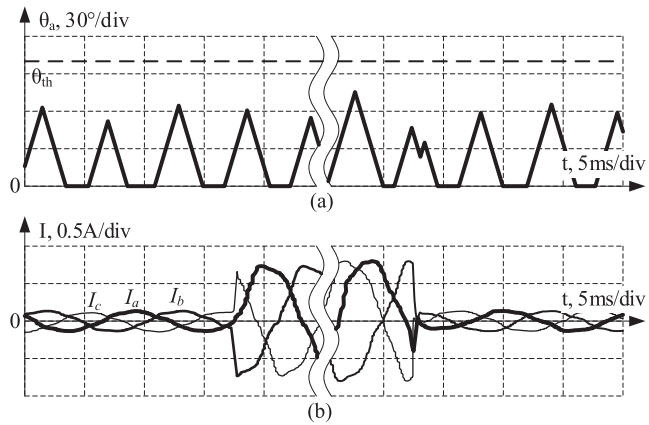 θa, 30°/div
θth
t, 5ms/div
0
(a)
I, 0.5A/div
t, 5ms/div
Ic Ia Ib
0
(b)